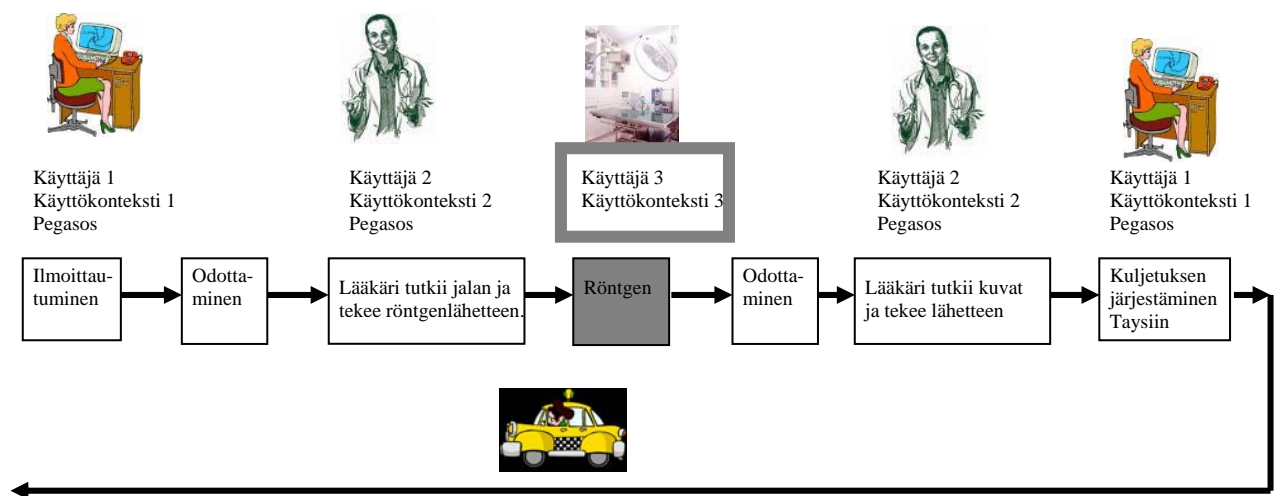 Käyttäjä 1
Käyttökonteksti 1
Pegasos
Käyttäjä 2
Käyttökonteksti 2
Pegasos
Käyttäjä 3
Käyttökonteksti 3
Käyttäjä 2
Käyttökonteksti 2
Pegasos
Käyttäjä 1
Käyttökonteksti 1
Pegasos
Ilmoittau-
tuminen
Odotta-
minen
Lääkäri tutkii jalan ja
tekee röntgenlähetteen.
Röntgen
Odotta-
minen
Lääkäri tutkii kuvat
ja tekee lähetteen
Kuljetuksen
järjestäminen
Taysiin